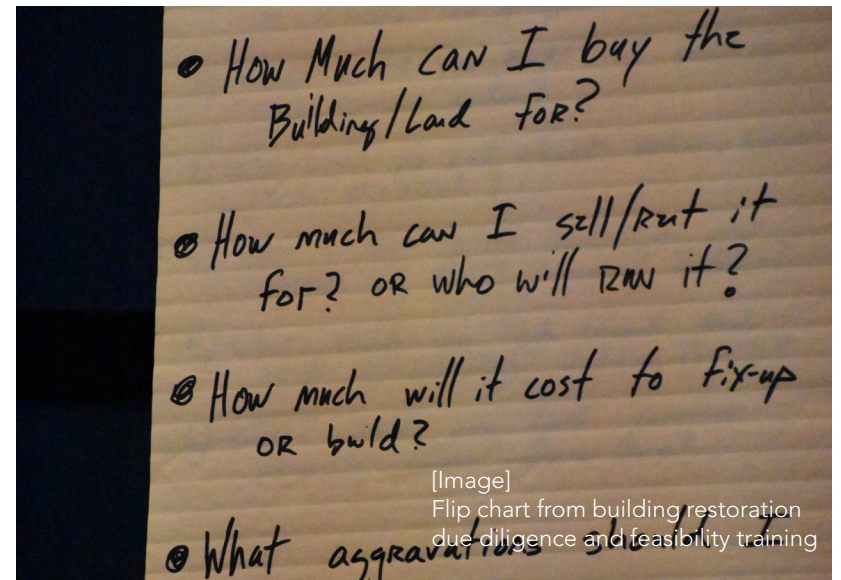 • How Much can I buy the
Building/Land for?
• How much can I sell/rent it
for? or who will run it?
• How much will it cost to fix-up
or build?
[Image]
Flip chart from building restoration
due diligence and feasibility training
• What aggravations should I